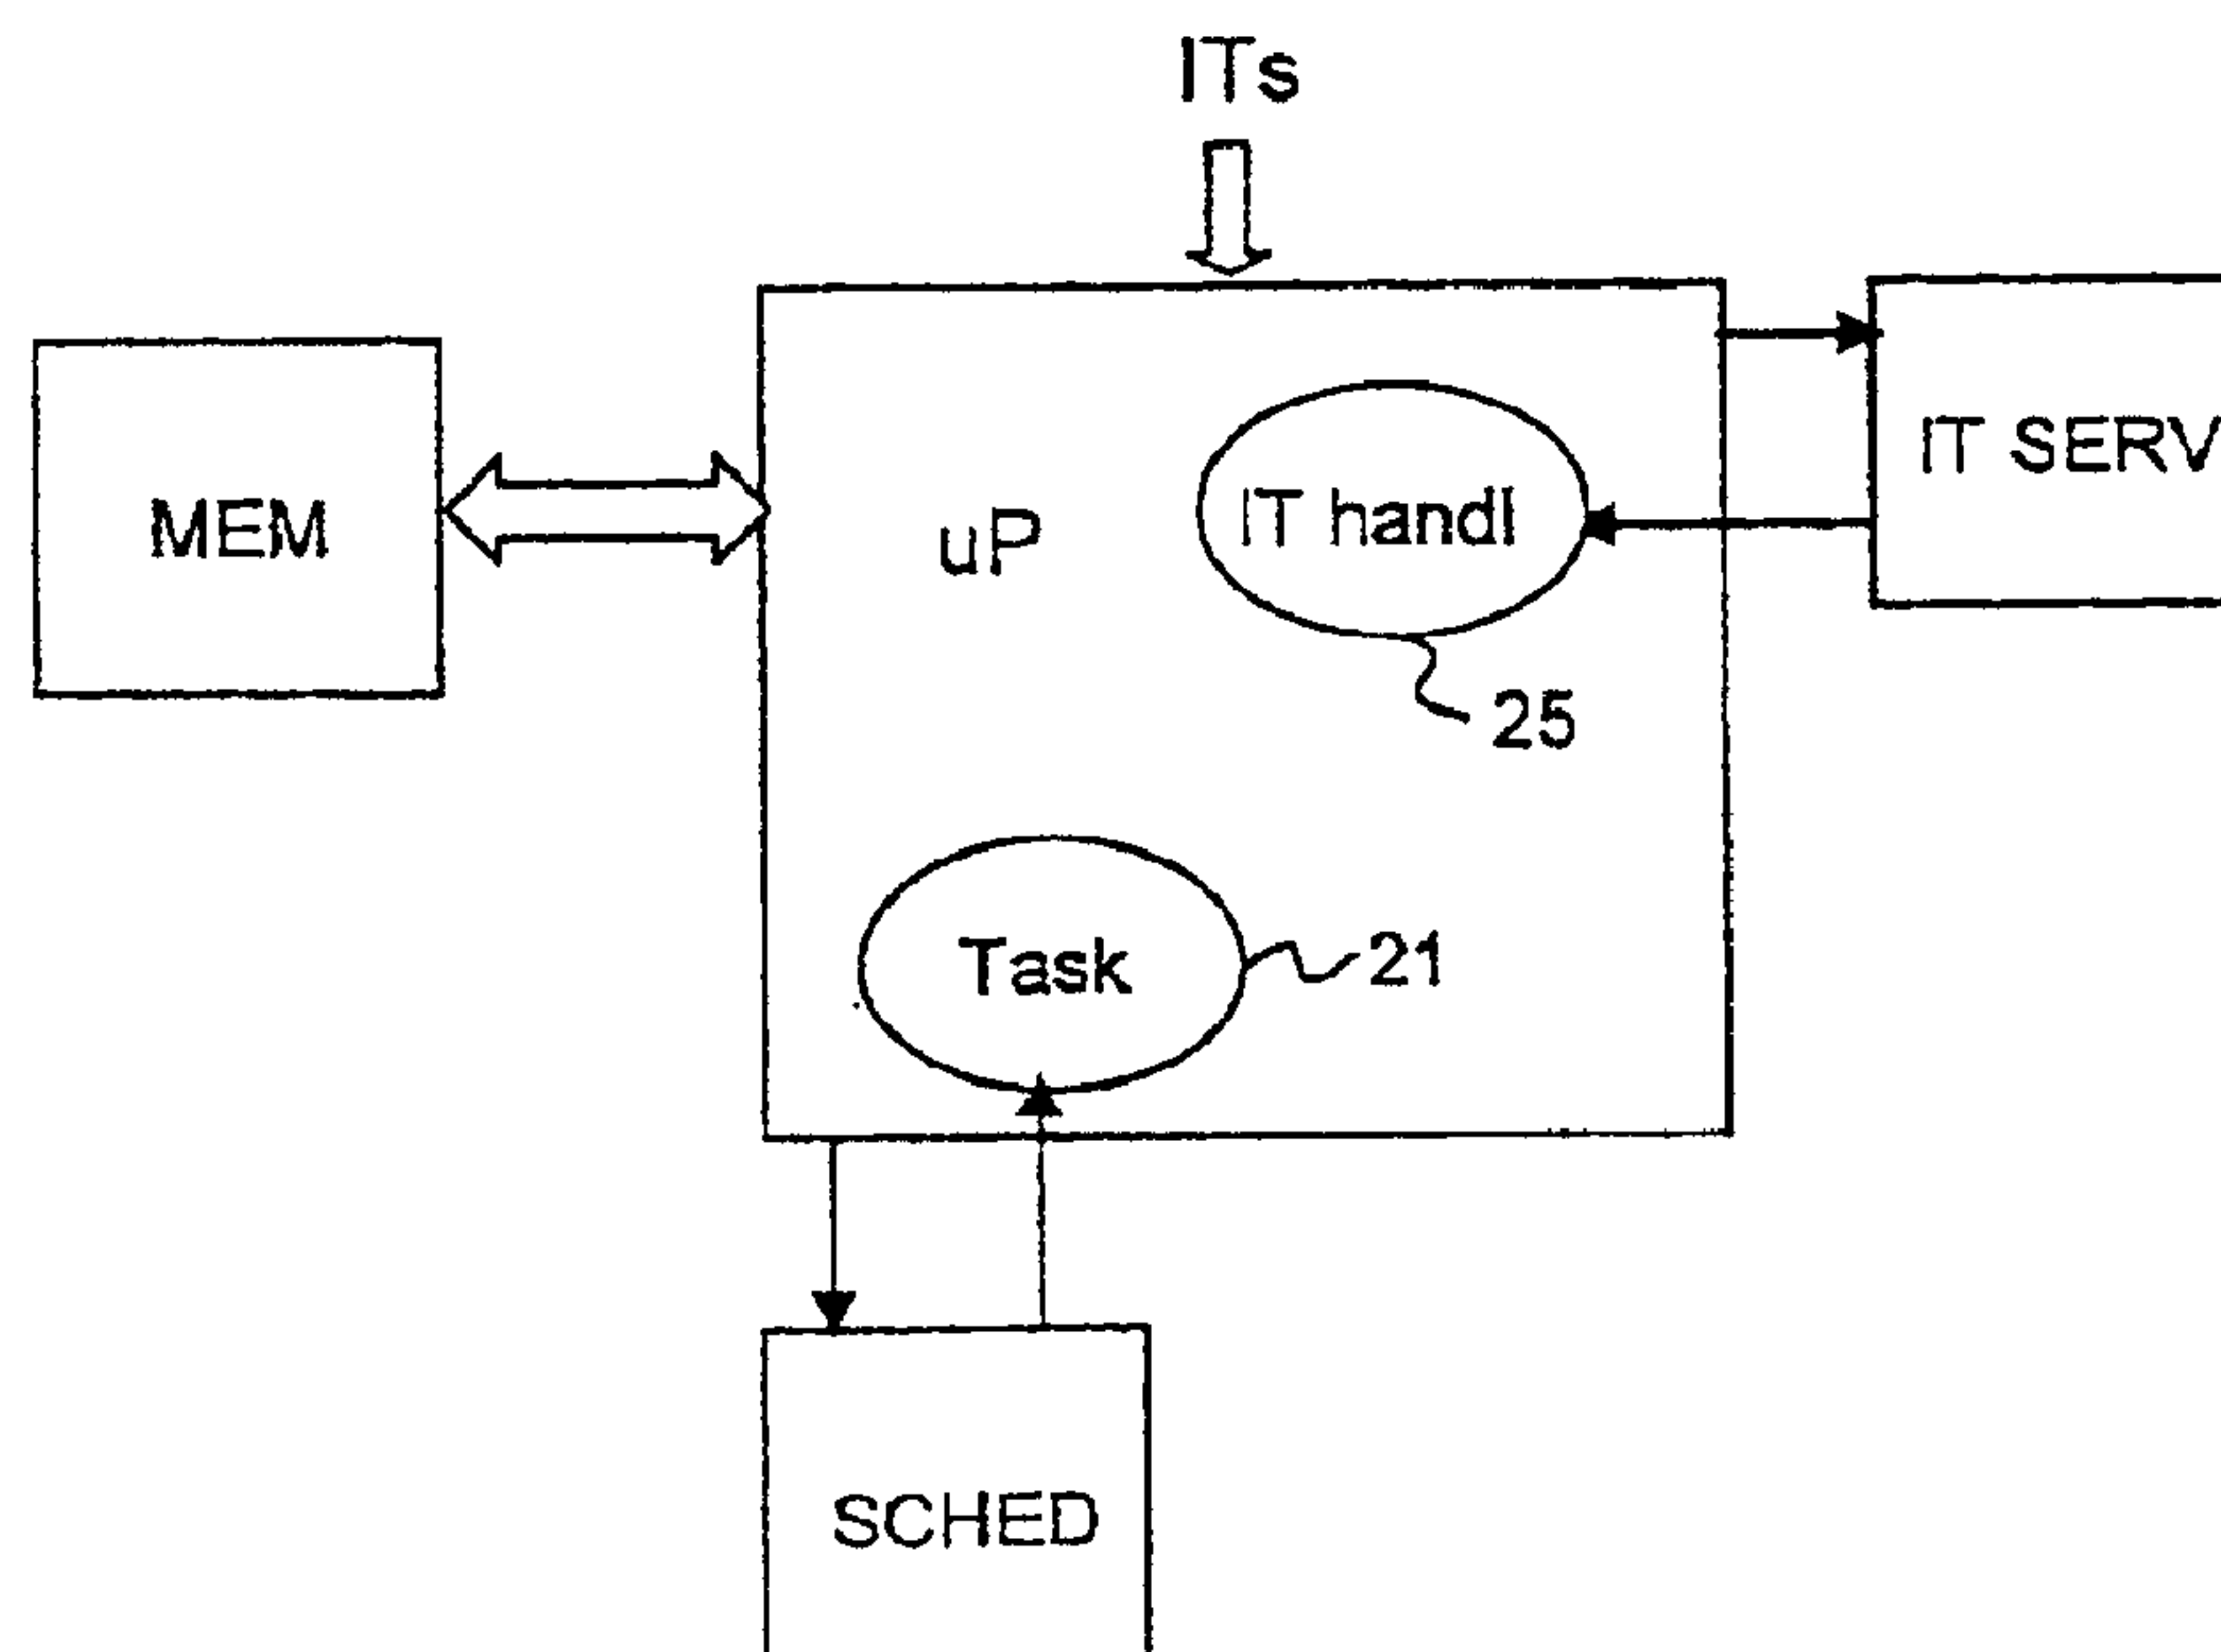 ITs
IT SERV
MEM
uP
IT handl
25
Task
21
SCHED